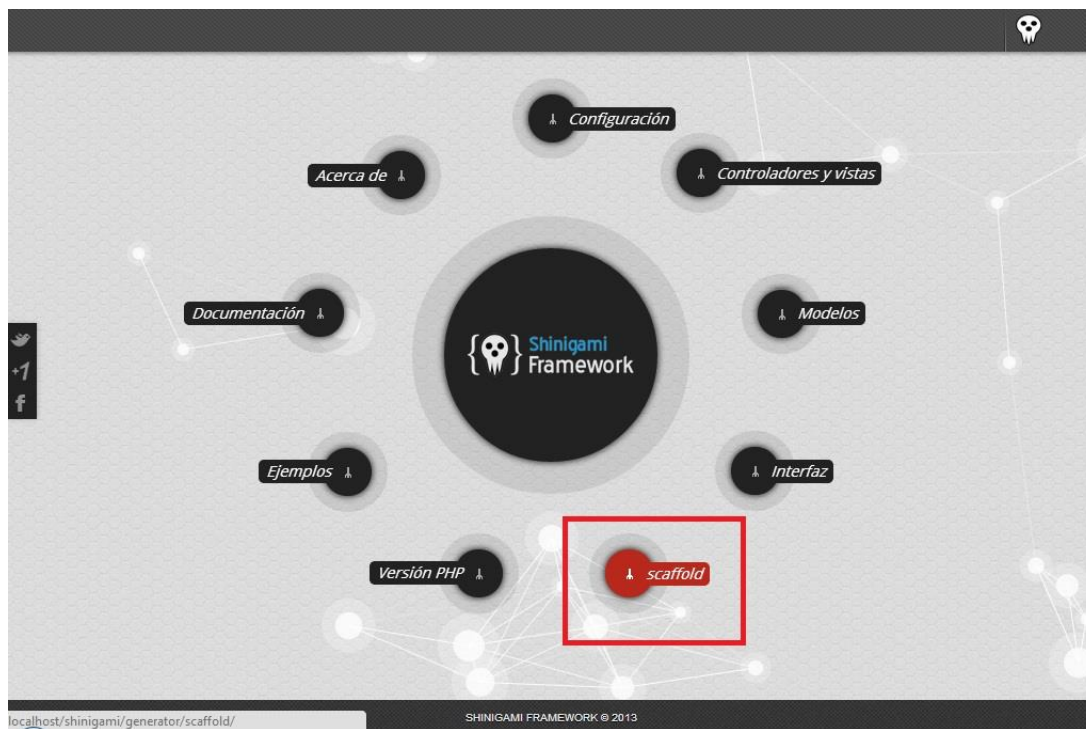 Configuración
Acerca de
Controladores y vistas
Documentación
Modelos
+1
f
{ } Shinigami
Framework
Ejemplos
Interfaz
Versión PHP
scaffold
localhost/shinigami/generator/scaffold/
SHINIGAMI FRAMEWORK © 2013